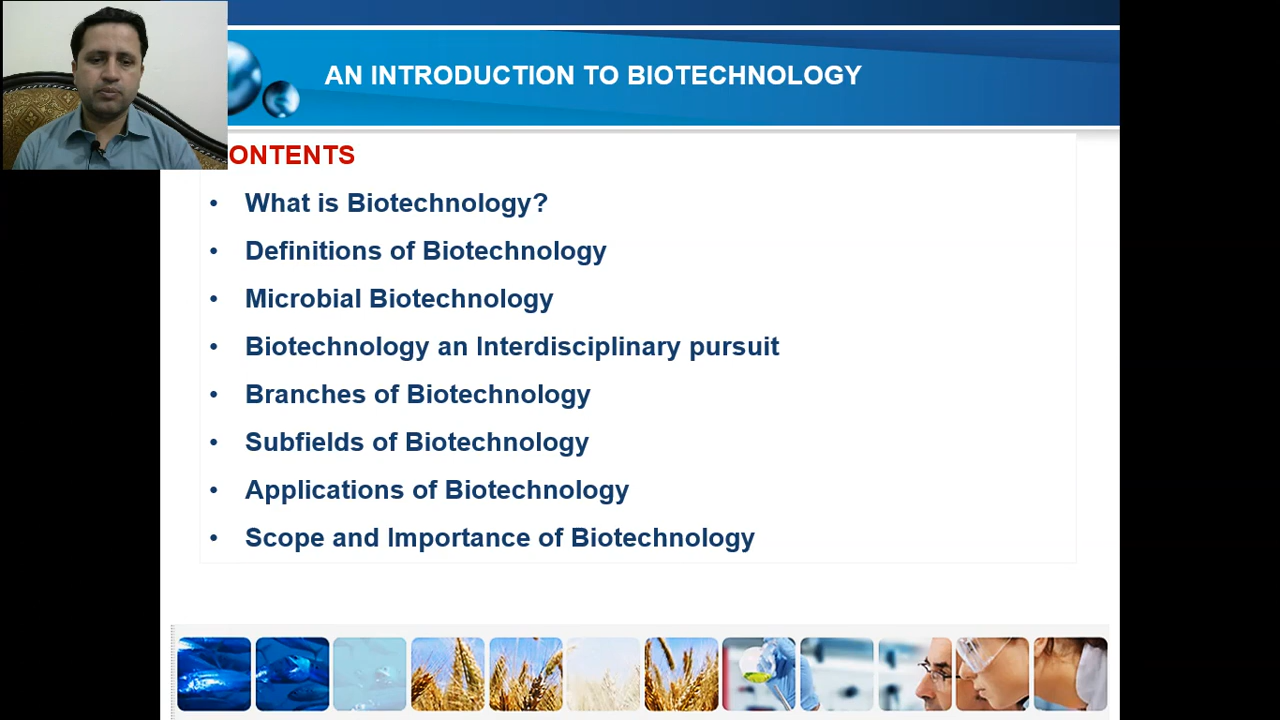 AN INTRODUCTION TO BIOTECHNOLOGY
ONTENTS
• What is Biotechnology?
• Definitions of Biotechnology
• Microbial Biotechnology
• Biotechnology an Interdisciplinary pursuit
• Branches of Biotechnology
• Subfields of Biotechnology
• Applications of Biotechnology
• Scope and Importance of Biotechnology